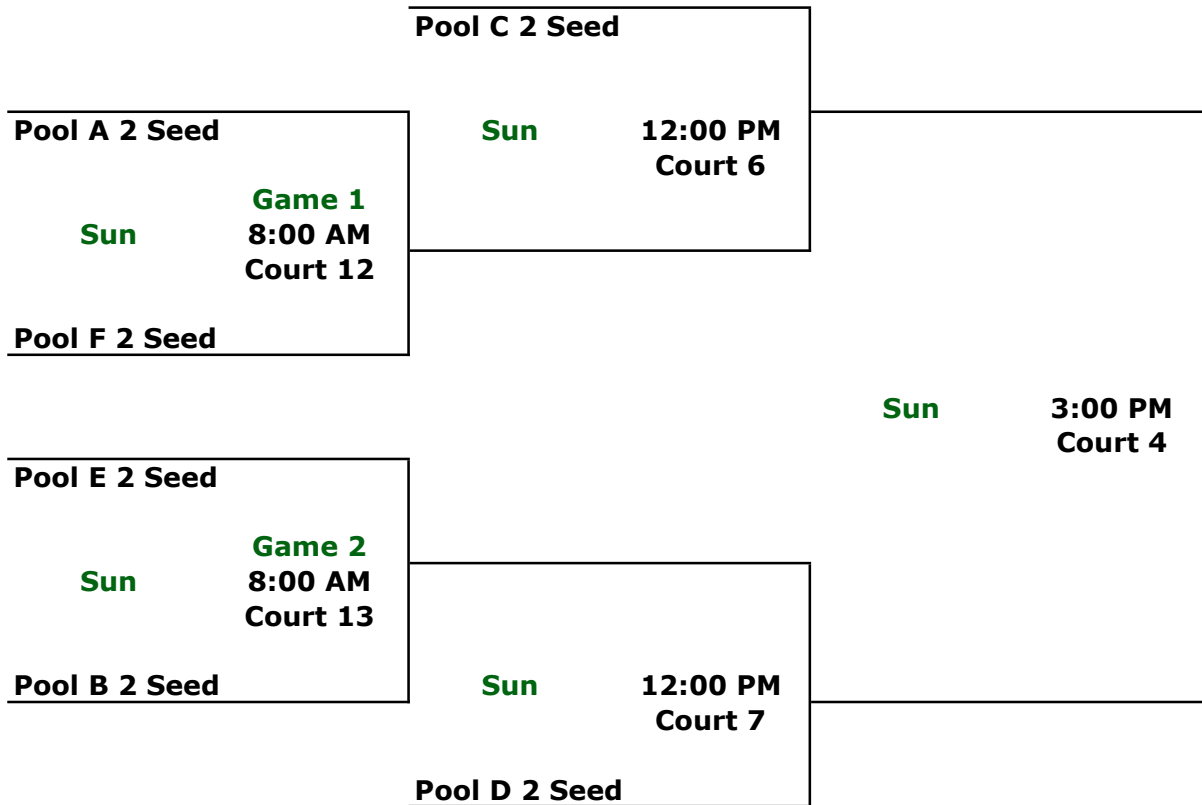 Pool C 2 Seed
Pool A 2 Seed
Sun 12:00 PM
Court 6
Game 1
Sun 8:00 AM
Court 12
Pool F 2 Seed
Sun 3:00 PM
Court 4
Pool E 2 Seed
Game 2
Sun 8:00 AM
Court 13
Pool B 2 Seed
Sun 12:00 PM
Court 7
Pool D 2 Seed